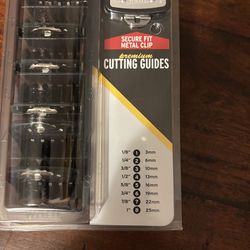 SECURE FIT
METAL CLIP
premium
CUTTING GUIDES
1/8" 1 3mm
1/4" 2 6mm
3/8" 3 10mm
1/2" 4 13mm
5/8" 5 16mm
3/4" 6 19mm
7/8" 7 22mm
1" 8 25mm